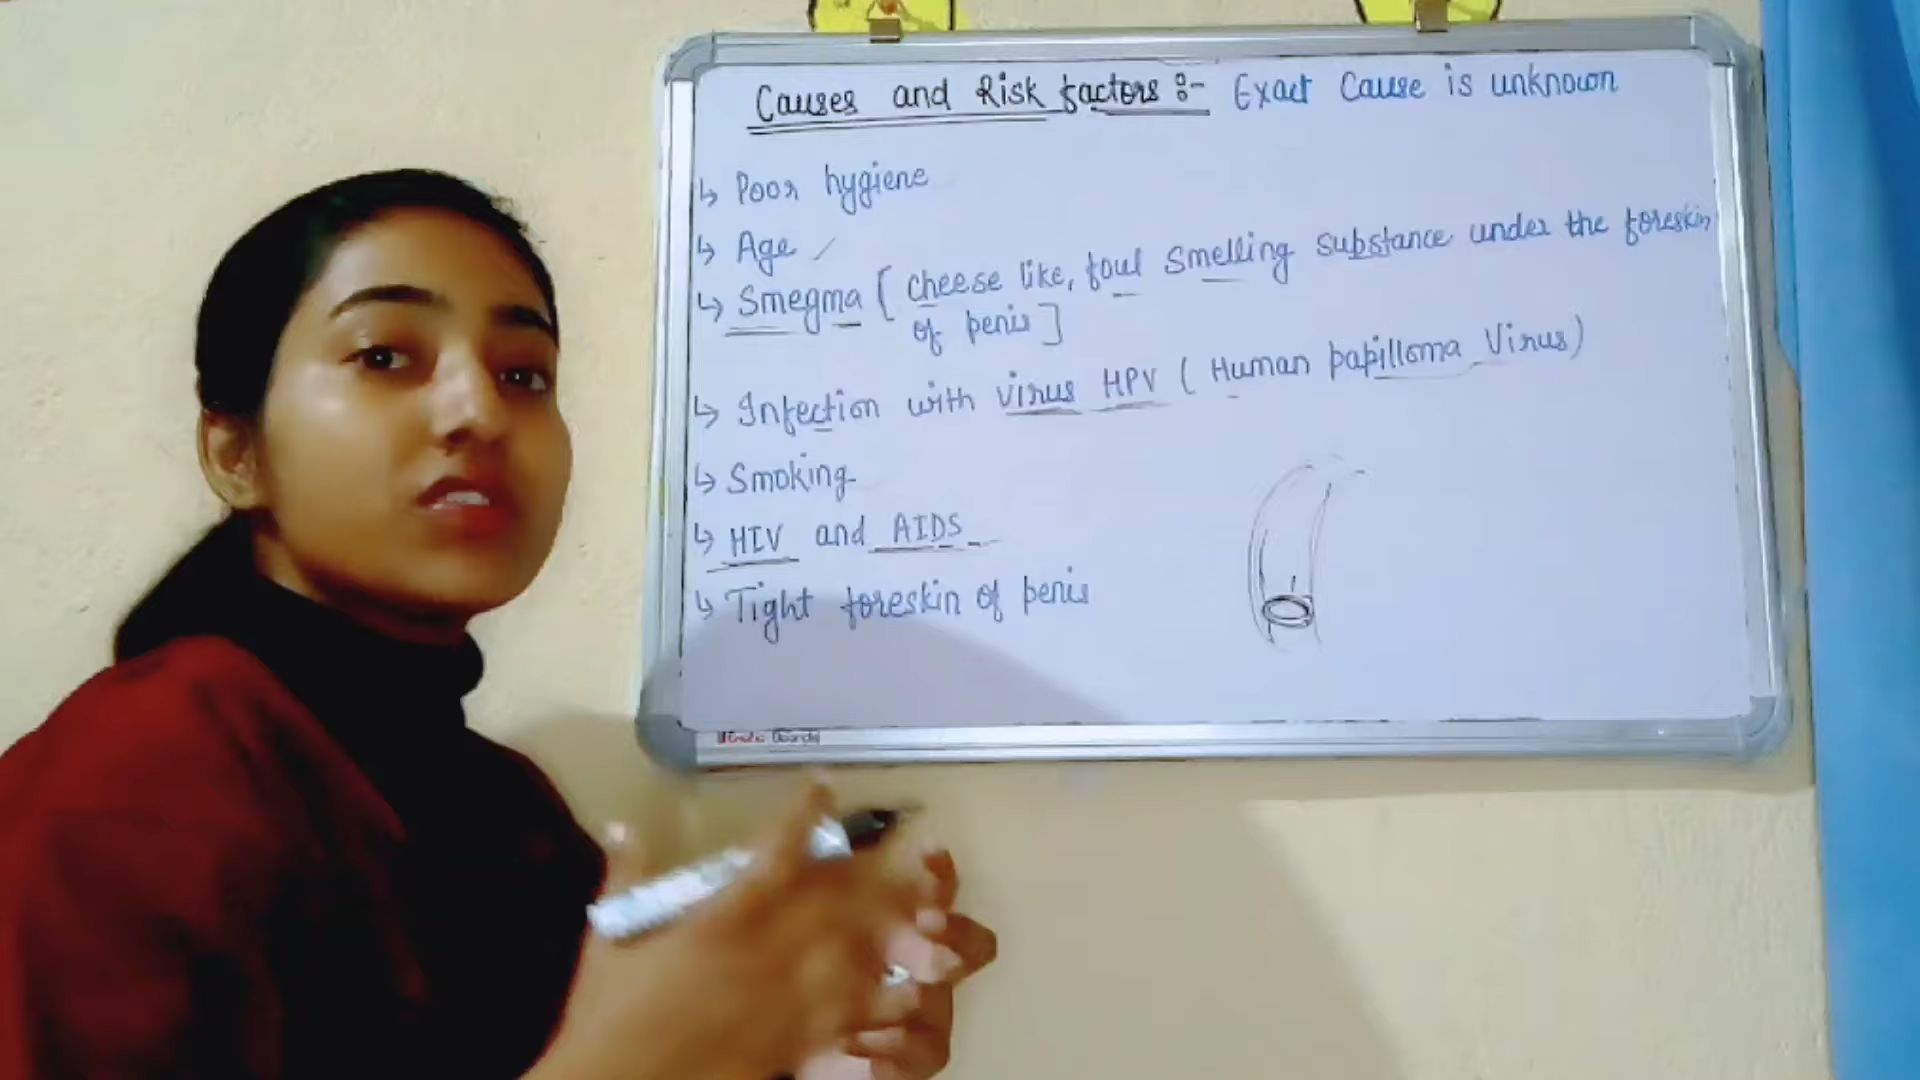 Causes and Risk factors :- Exact Cause is unknown
↳ Poor hygiene
↳ Age
↳ Smegma [ cheese like, foul smelling substance under the foreskin
of penis ]
↳ Infection with virus HPV ( Human papilloma Virus)
↳ Smoking
↳ HIV and AIDS
↳ Tight foreskin of penis